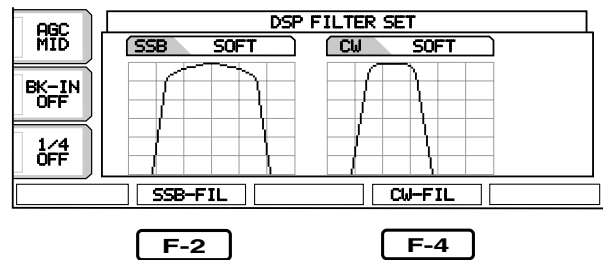 DSP FILTER SET
AGC
MID
SSB SOFT
CW SOFT
BK-IN
OFF
1/4
OFF
SSB-FIL
CW-FIL
F-2
F-4